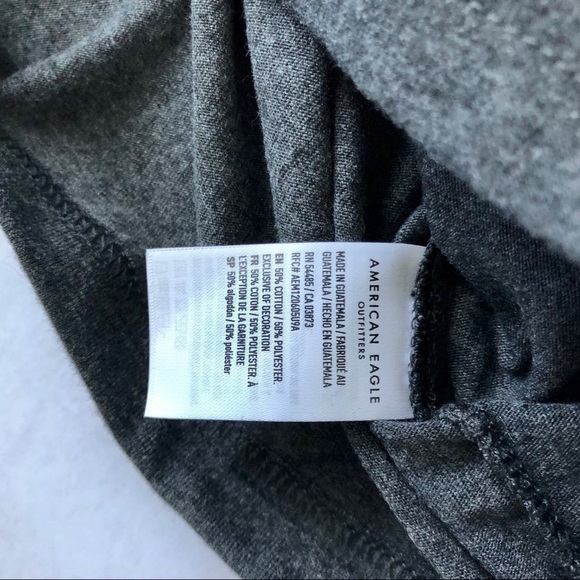 AMERICAN EAGLE
OUTFITTERS
MADE IN GUATEMALA / FABRIQUÉ AU
GUATEMALA / HECHO EN GUATEMALA
RN 54485 / CA 03873
RFC# AEM120605U9A
EN 50% COTTON / 50% POLYESTER.
EXCLUSIVE OF DECORATION
FR 50% COTON / 50% POLYESTER. À
L'EXCEPTION DE LA GARNITURE
SP 50% algodón / 50% poliéster